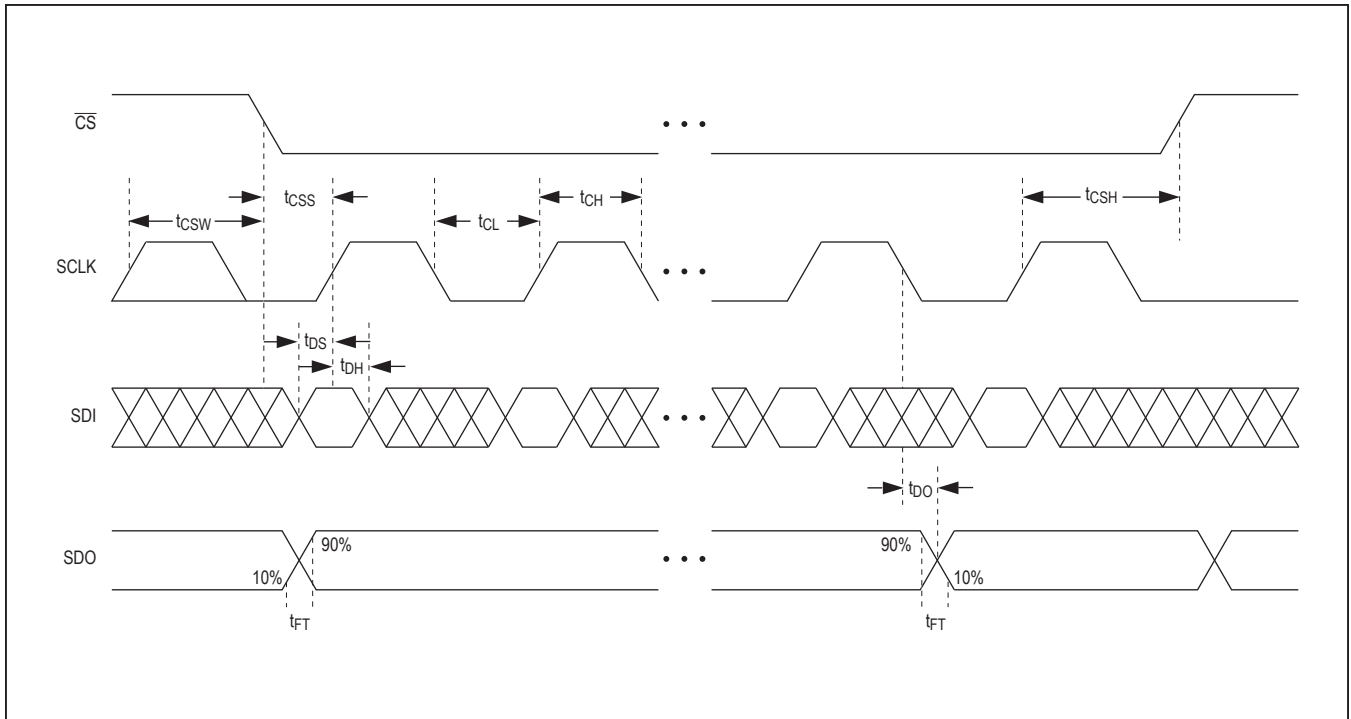 CS
tCSS
tCH
tCSH
tCSW
tCL
SCLK
tDS
tDH
SDI
tDO
SDO
90%
10%
90%
10%
tFT
tFT